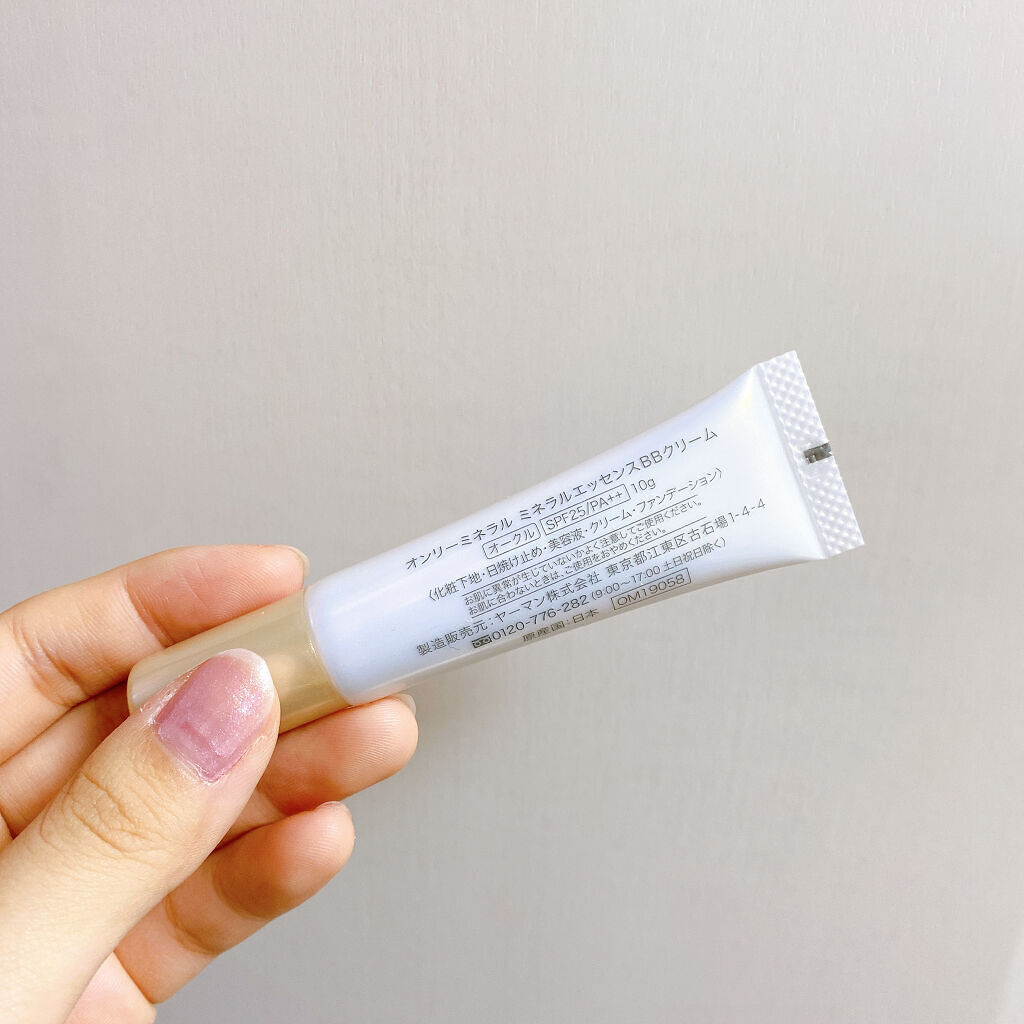 オンリーミネラル ミネラルエッセンスBBクリーム
オークル SPF25/PA++ 10g
〈化粧下地・日焼け止め・美容液・クリーム・ファンデーション〉
お肌に異常が生じていないかよく注意してご使用ください。
お肌に合わないときは、ご使用をおやめください。
製造販売元：ヤーマン株式会社 東京都江東区古石場1-4-4
0120-776-282 (9:00～17:00 土日祝日除く)
原産国：日本 OM19058